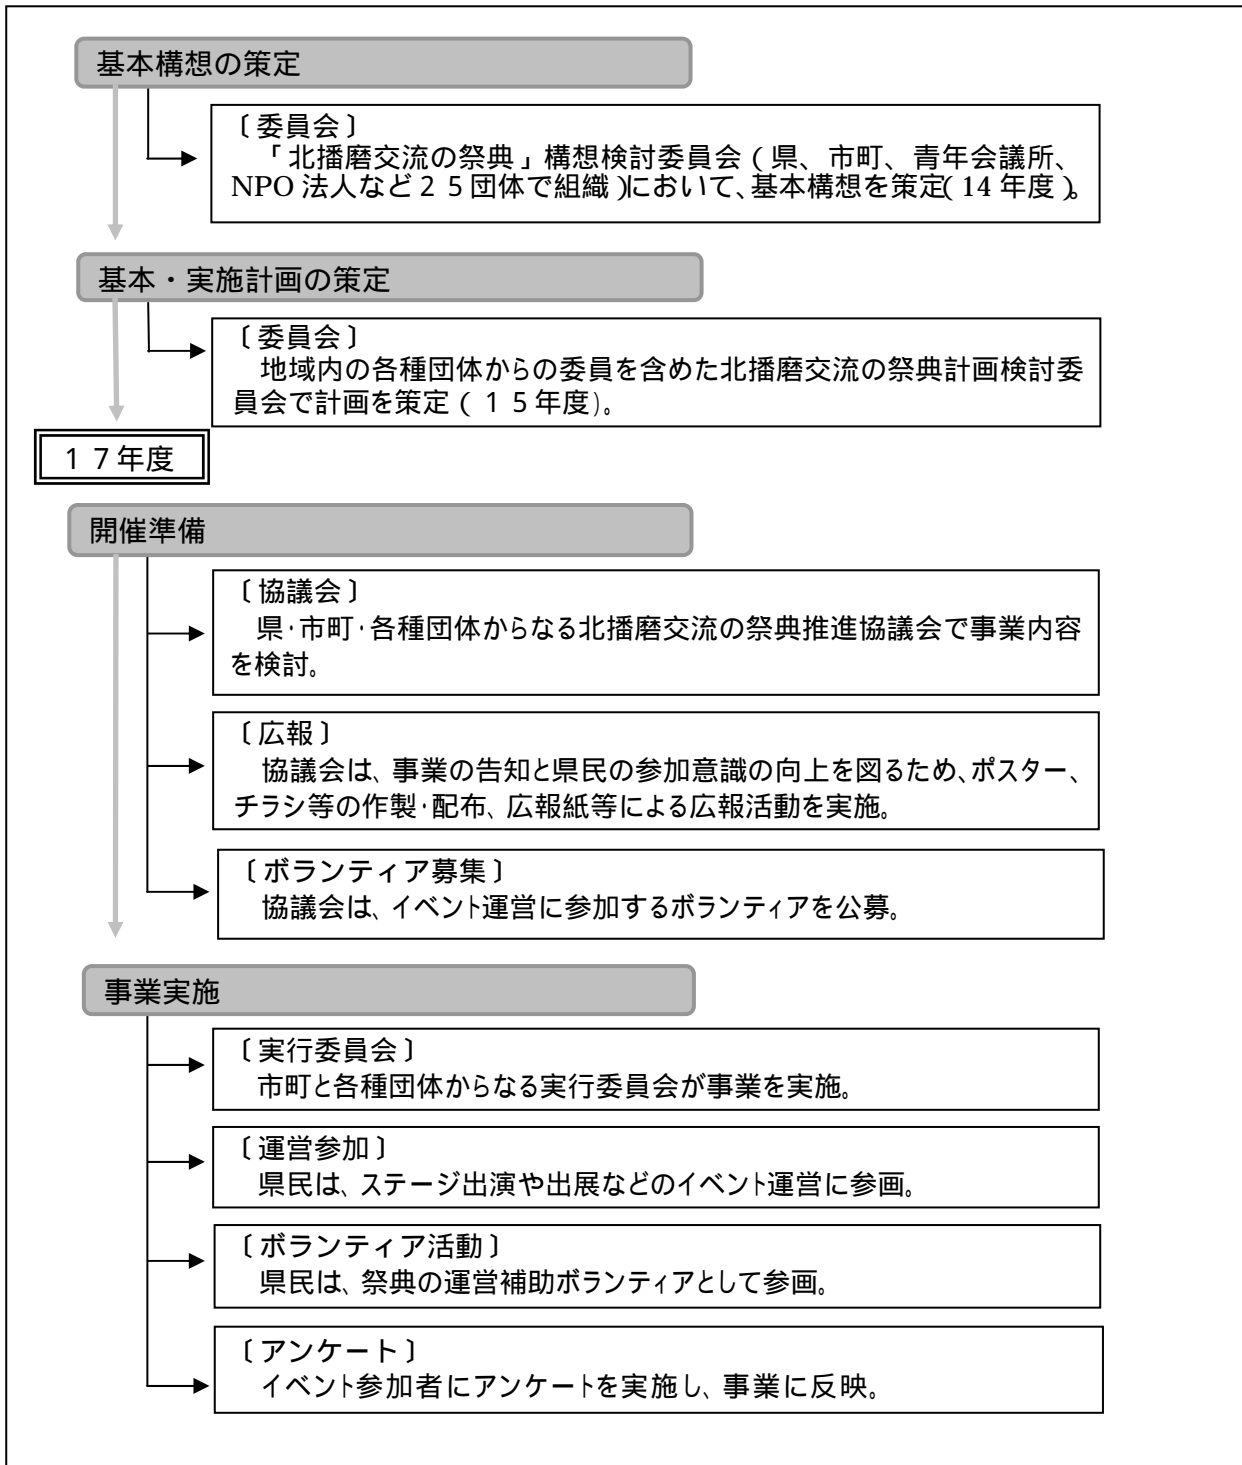 基本構想の策定
〔委員会〕
「北播磨交流の祭典」構想検討委員会(県、市町、青年会議所、
NPO 法人など25団体で組織)において、基本構想を策定(14 年度)。
基本・実施計画の策定
〔委員会〕
地域内の各種団体からの委員を含めた北播磨交流の祭典計画検討委
員会で計画を策定(15年度)。
17年度
開催準備
〔協議会〕
県・市町・各種団体からなる北播磨交流の祭典推進協議会で事業内容
を検討。
〔広報〕
協議会は、事業の告知と県民の参加意識の向上を図るため、ポスター、
チラシ等の作製・配布、広報紙等による広報活動を実施。
〔ボランティア募集〕
協議会は、イベント運営に参加するボランティアを公募。
事業実施
〔実行委員会〕
市町と各種団体からなる実行委員会が事業を実施。
〔運営参加〕
県民は、ステージ出演や出展などのイベント運営に参画。
〔ボランティア活動〕
県民は、祭典の運営補助ボランティアとして参画。
〔アンケート〕
イベント参加者にアンケートを実施し、事業に反映。